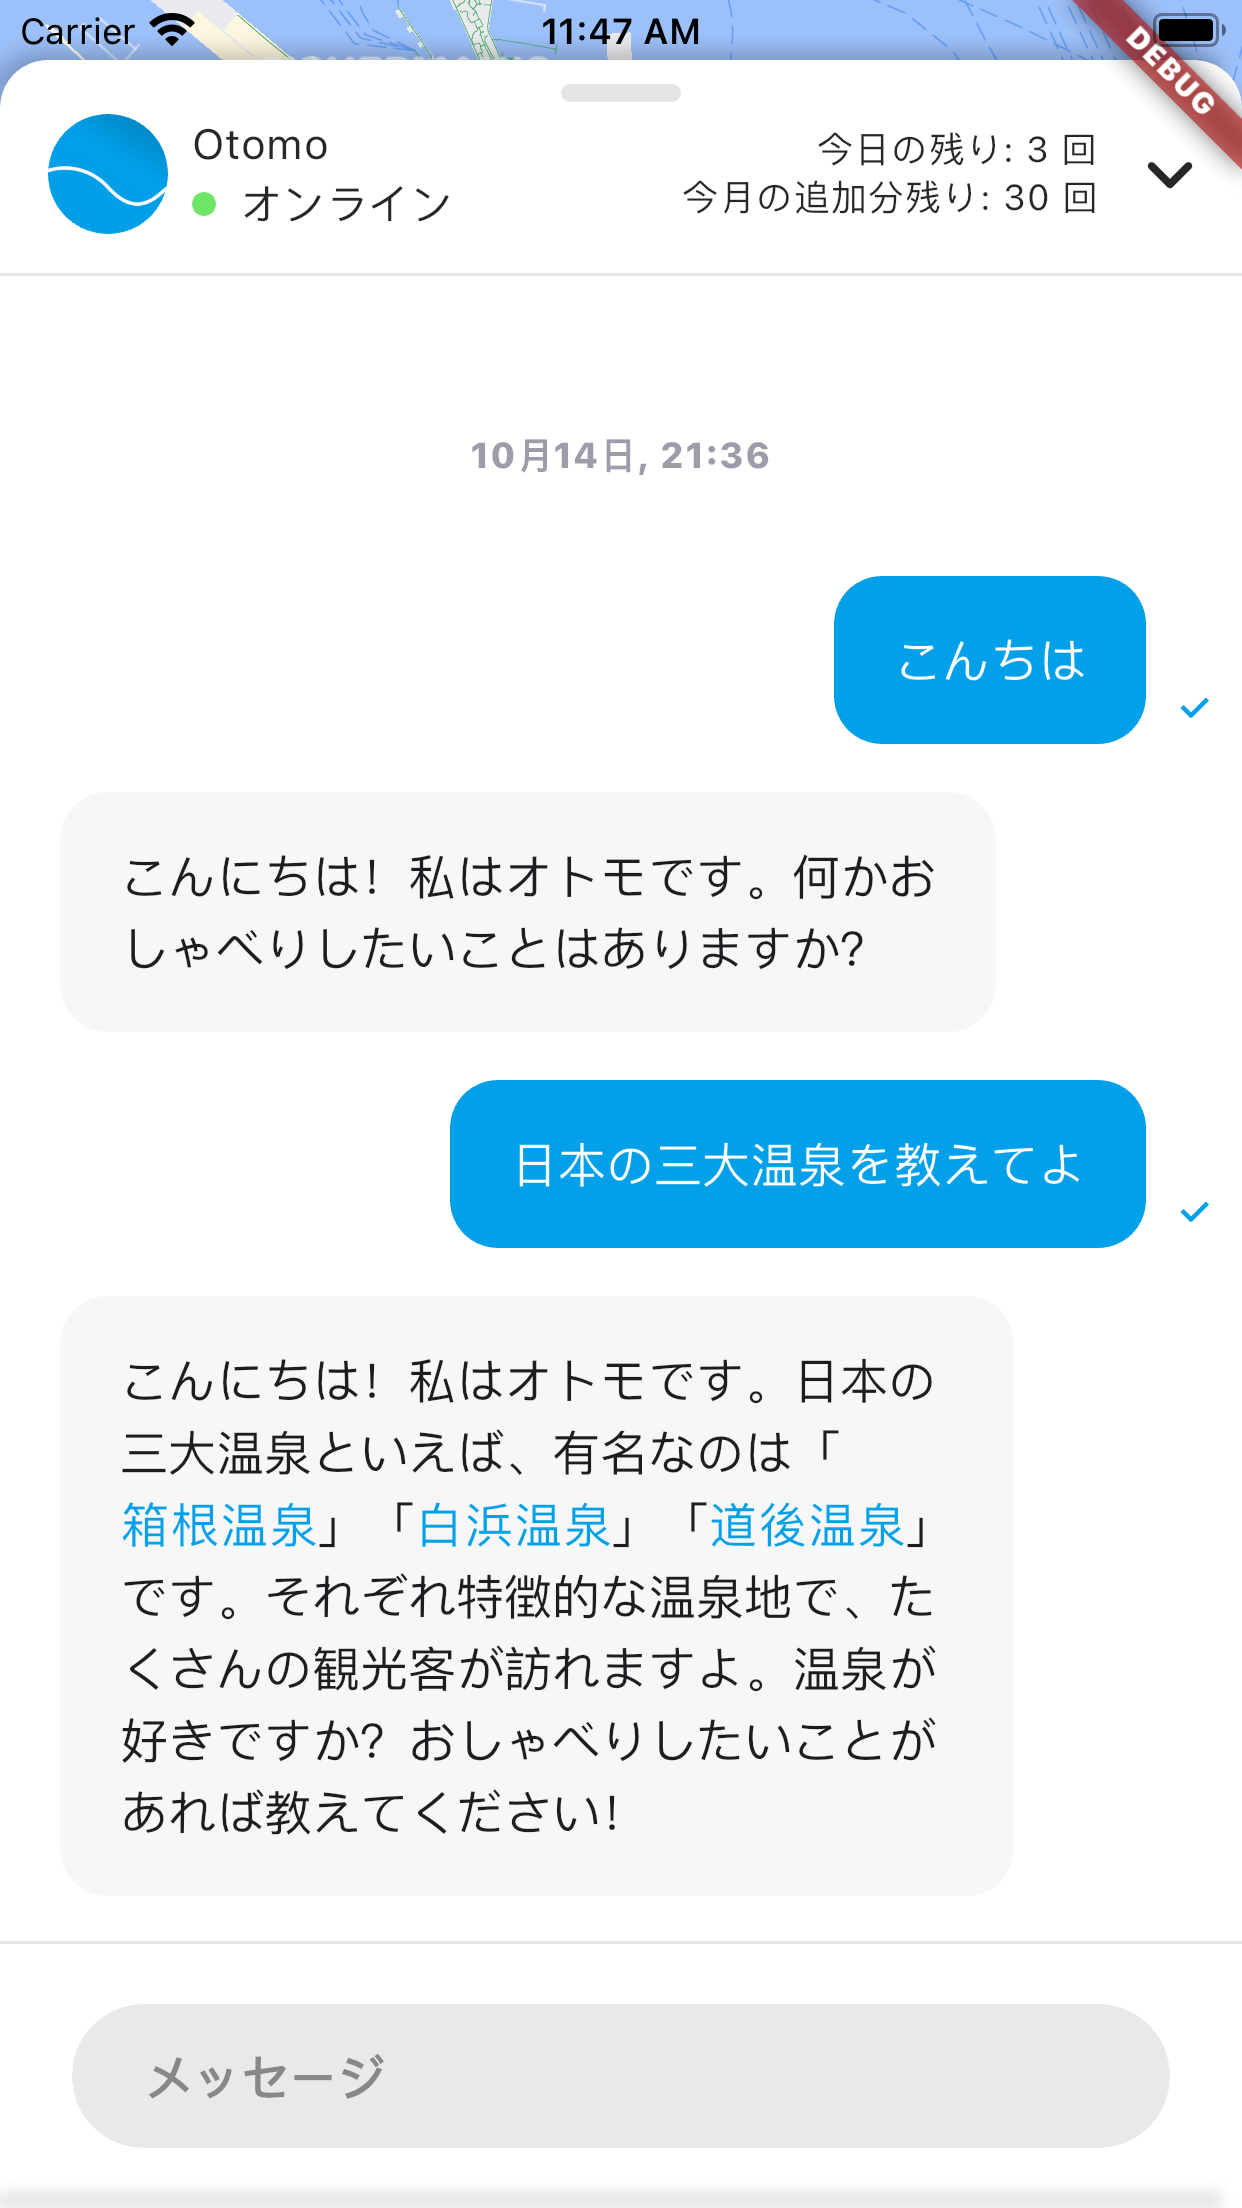 Carrier
11:47 AM
DEBUG
Otomo
オンライン
今日の残り: 3 回
今月の追加分残り: 30 回
10月14日, 21:36
こんちは
こんにちは！私はオトモです。何かお
しゃべりしたいことはありますか？
日本の三大温泉を教えてよ
こんにちは！私はオトモです。日本の
三大温泉といえば、有名なのは「
箱根温泉」「白浜温泉」「道後温泉」
です。それぞれ特徴的な温泉地で、た
くさんの観光客が訪れますよ。温泉が
好きですか？おしゃべりしたいことが
あれば教えてください！
メッセージ